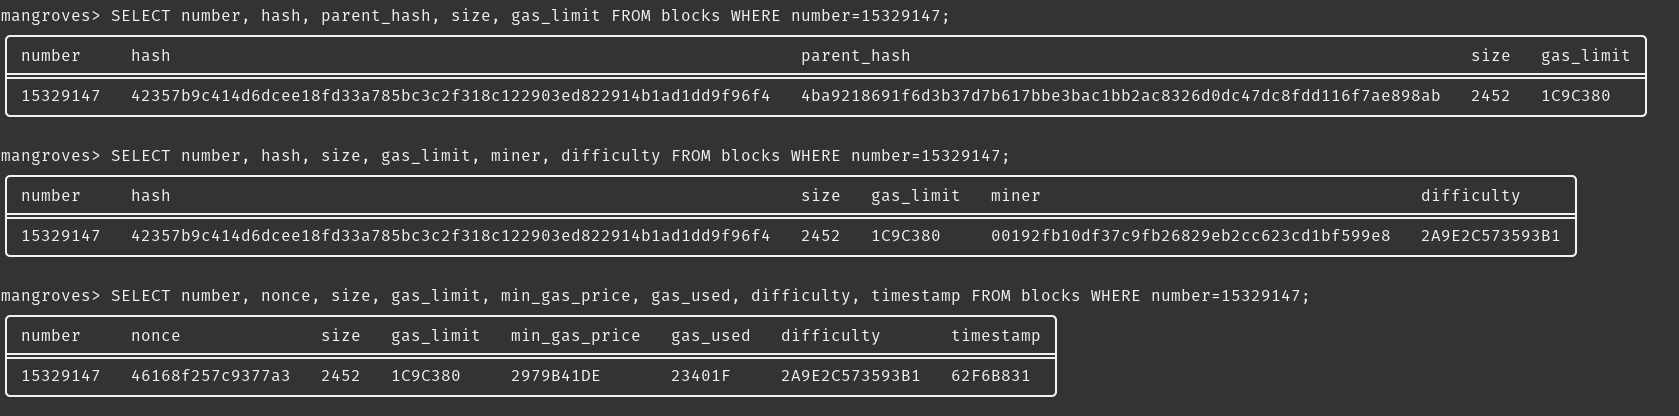 mangroves> SELECT number, hash, parent_hash, size, gas_limit FROM blocks WHERE number=15329147;
number hash parent_hash size gas_limit
15329147 42357b9c414d6dcee18fd33a785bc3c2f318c122903ed822914b1ad1dd9f96f4 4ba9218691f6d3b37d7b617bbe3bac1bb2ac8326d0dc47dc8fdd116f7ae898ab 2452 1C9C380
mangroves> SELECT number, hash, size, gas_limit, miner, difficulty FROM blocks WHERE number=15329147;
number hash size gas_limit miner difficulty
15329147 42357b9c414d6dcee18fd33a785bc3c2f318c122903ed822914b1ad1dd9f96f4 2452 1C9C380 00192fb10df37c9fb26829eb2cc623cd1bf599e8 2A9E2C573593B1
mangroves> SELECT number, nonce, size, gas_limit, min_gas_price, gas_used, difficulty, timestamp FROM blocks WHERE number=15329147;
number nonce size gas_limit min_gas_price gas_used difficulty timestamp
15329147 46168f257c9377a3 2452 1C9C380 2979B41DE 23401F 2A9E2C573593B1 62F6B831